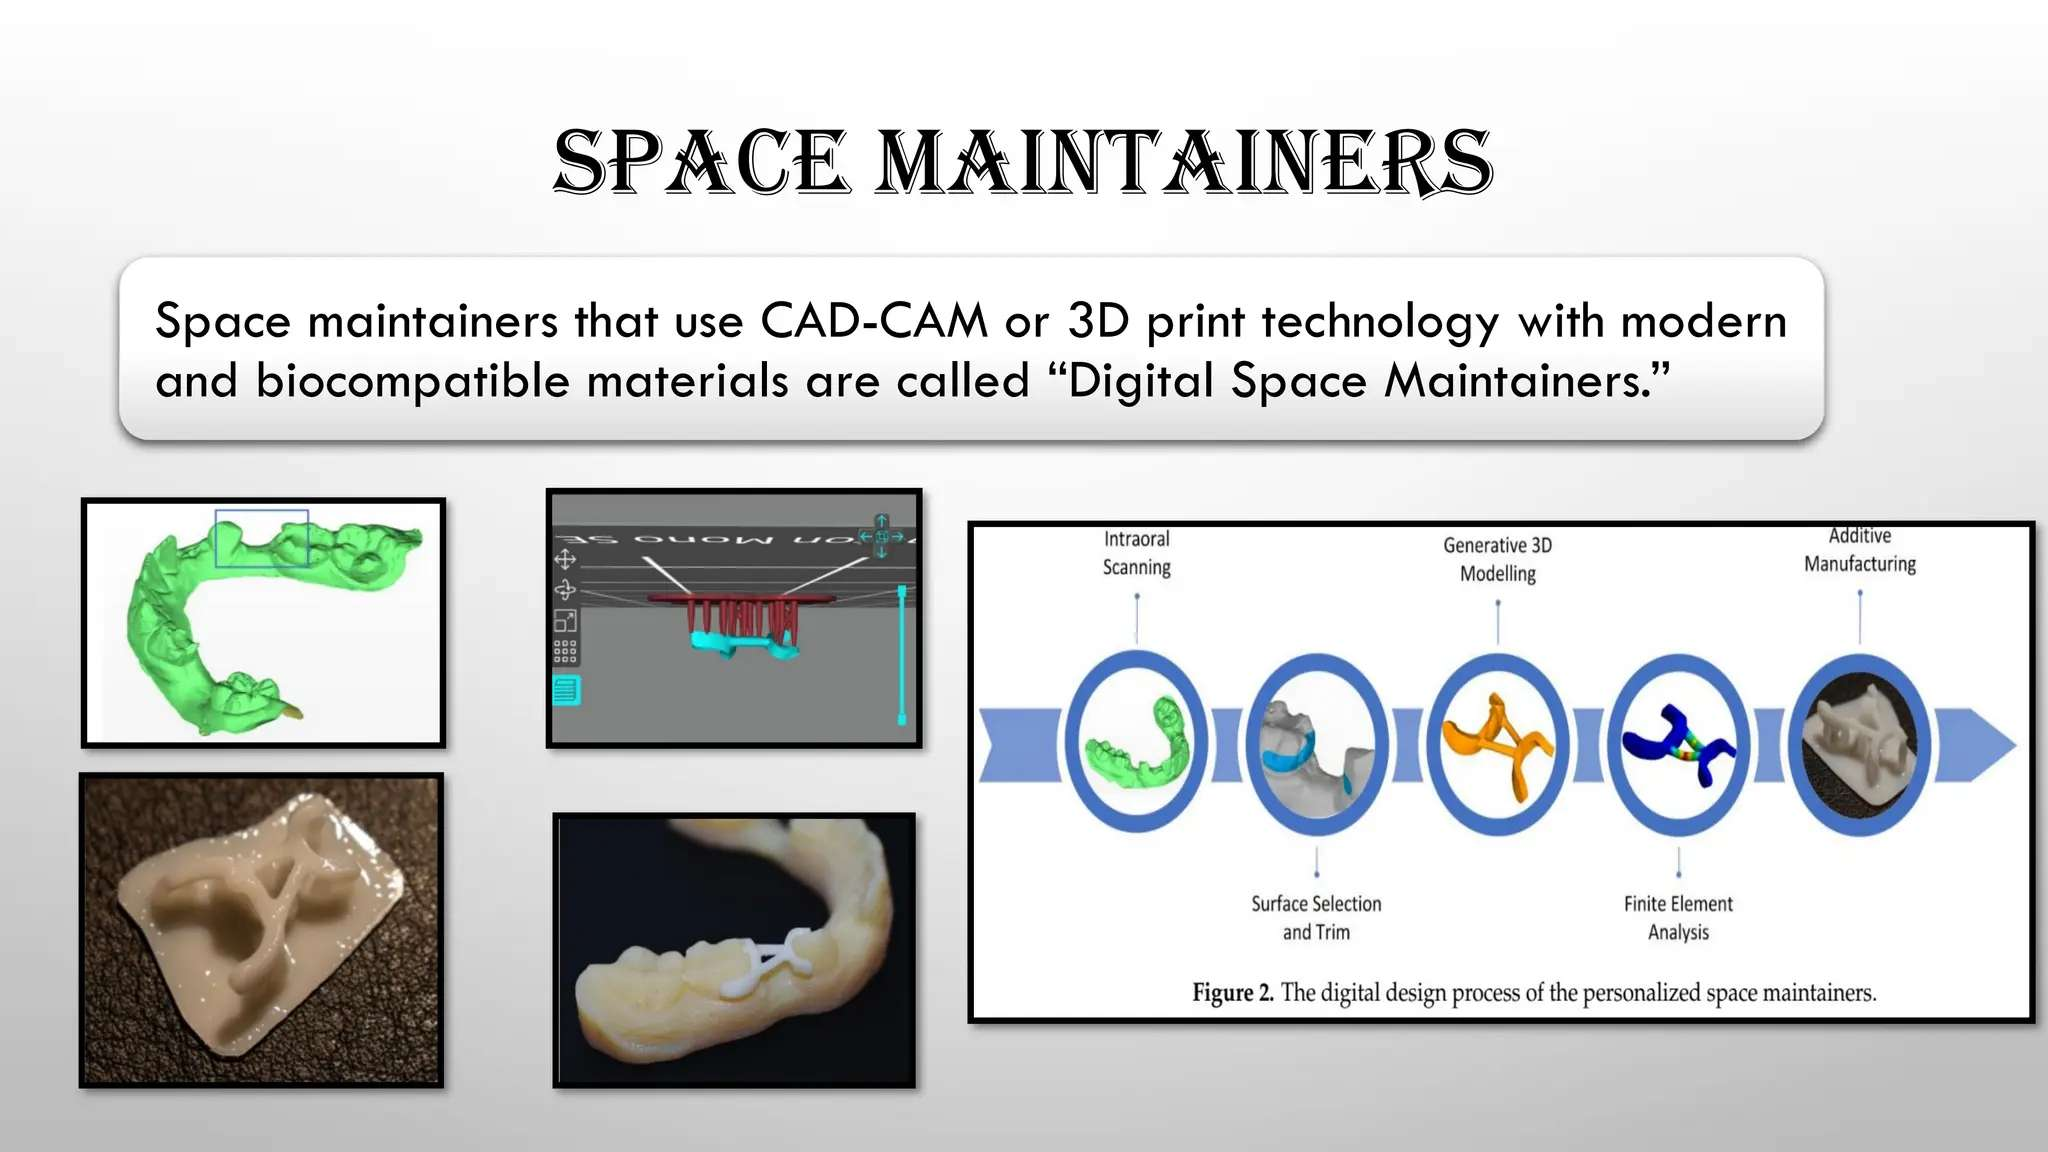 SPACE MAINTAINERS
Space maintainers that use CAD-CAM or 3D print technology with modern
and biocompatible materials are called “Digital Space Maintainers.”
Intraoral
Scanning
Generative 3D
Modelling
Additive
Manufacturing
Surface Selection
and Trim
Finite Element
Analysis
Figure 2. The digital design process of the personalized space maintainers.